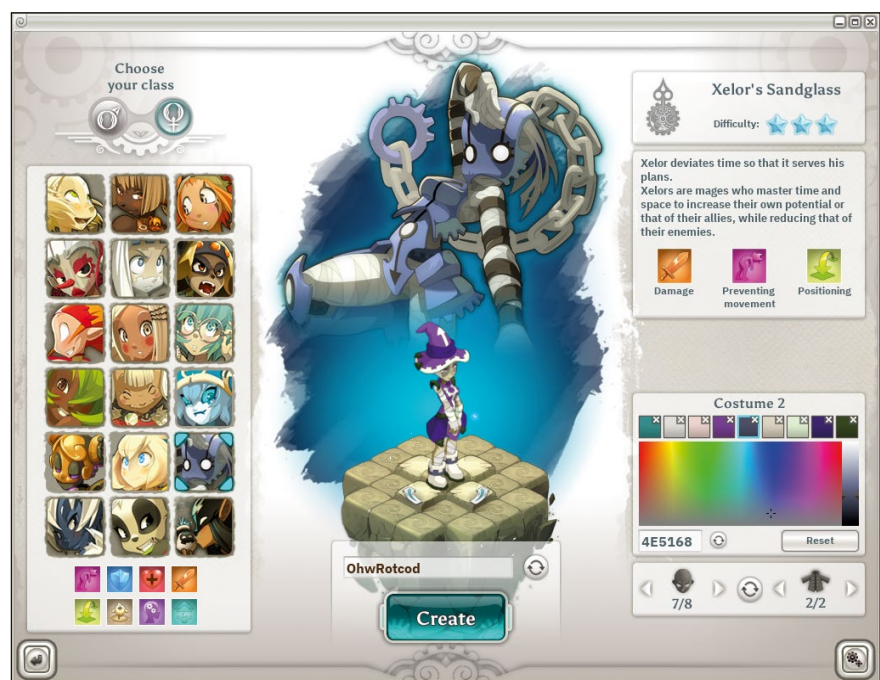 Choose
your class
Xelor's Sandglass
Difficulty:
Xelor deviates time so that it serves his
plans.
Xelors are mages who master time and
space to increase their own potential or
that of their allies, while reducing that of
their enemies.
Damage
Preventing
movement
Positioning
Costume 2
4E5168
Reset
7/8
2/2
OhwRotcod
Create